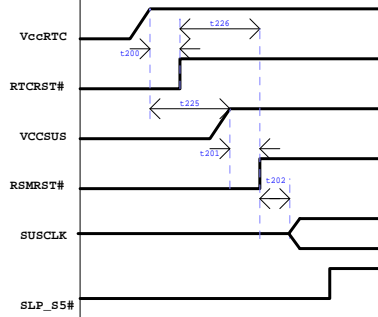 t226
VccRTC
t200
RTCRST#
t225
VCCSUS
t201
RSMRST#
t202
SUSCLK
SLP_S5#